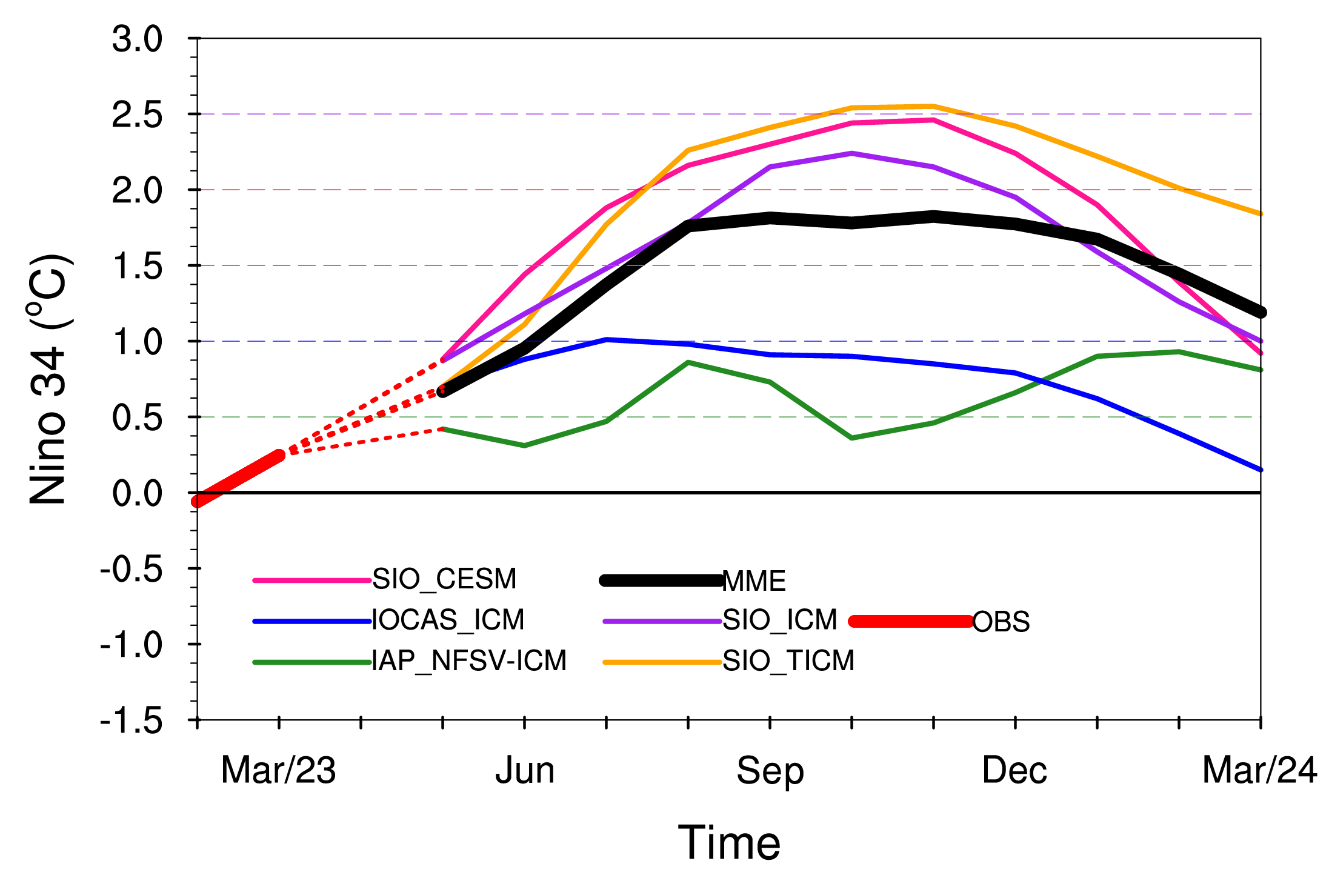 3.0
2.5
2.0
1.5
1.0
0.5
0.0
-0.5
-1.0
-1.5
Nino 34 (°C)
SIO_CESM
MME
IOCAS_ICM
SIO_ICM
OBS
IAP_NFSV-ICM
SIO_TICM
Mar/23 Jun Sep Dec Mar/24
Time